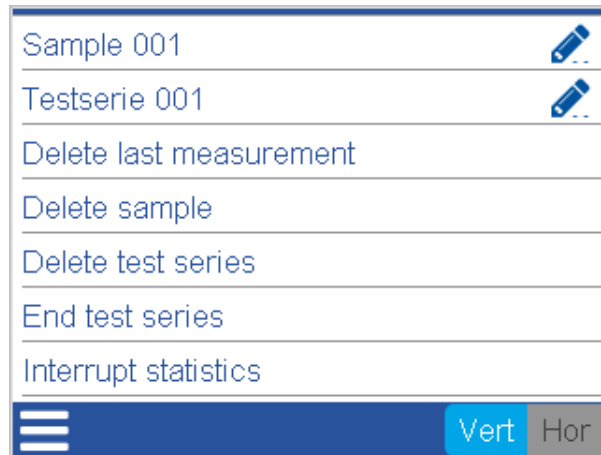 Sample 001
Testserie 001
Delete last measurement
Delete sample
Delete test series
End test series
Interrupt statistics
Vert Hor